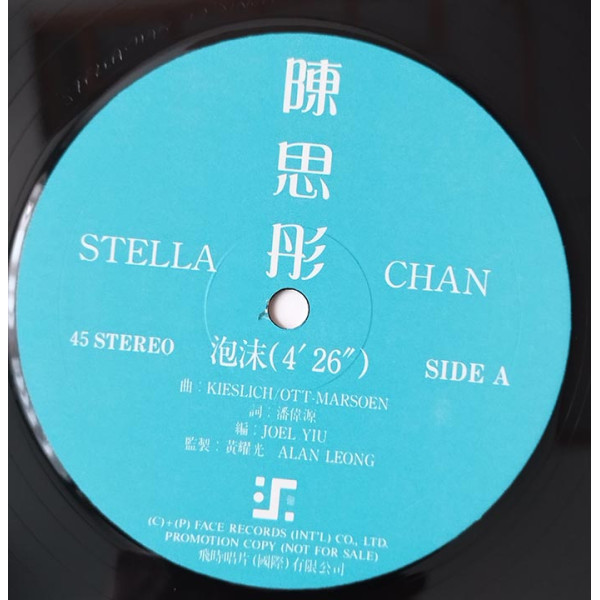 陳思彤
STELLA CHAN
45 STEREO 泡沫(4′26″) SIDE A
曲：KIESLICH/OTT-MARSOEN
詞：潘偉源
編：JOEL YIU
監製：黃耀光 ALAN LEONG
(C)+(P) FACE RECORDS (INT'L) CO., LTD.
PROMOTION COPY (NOT FOR SALE)
飛時唱片(國際)有限公司